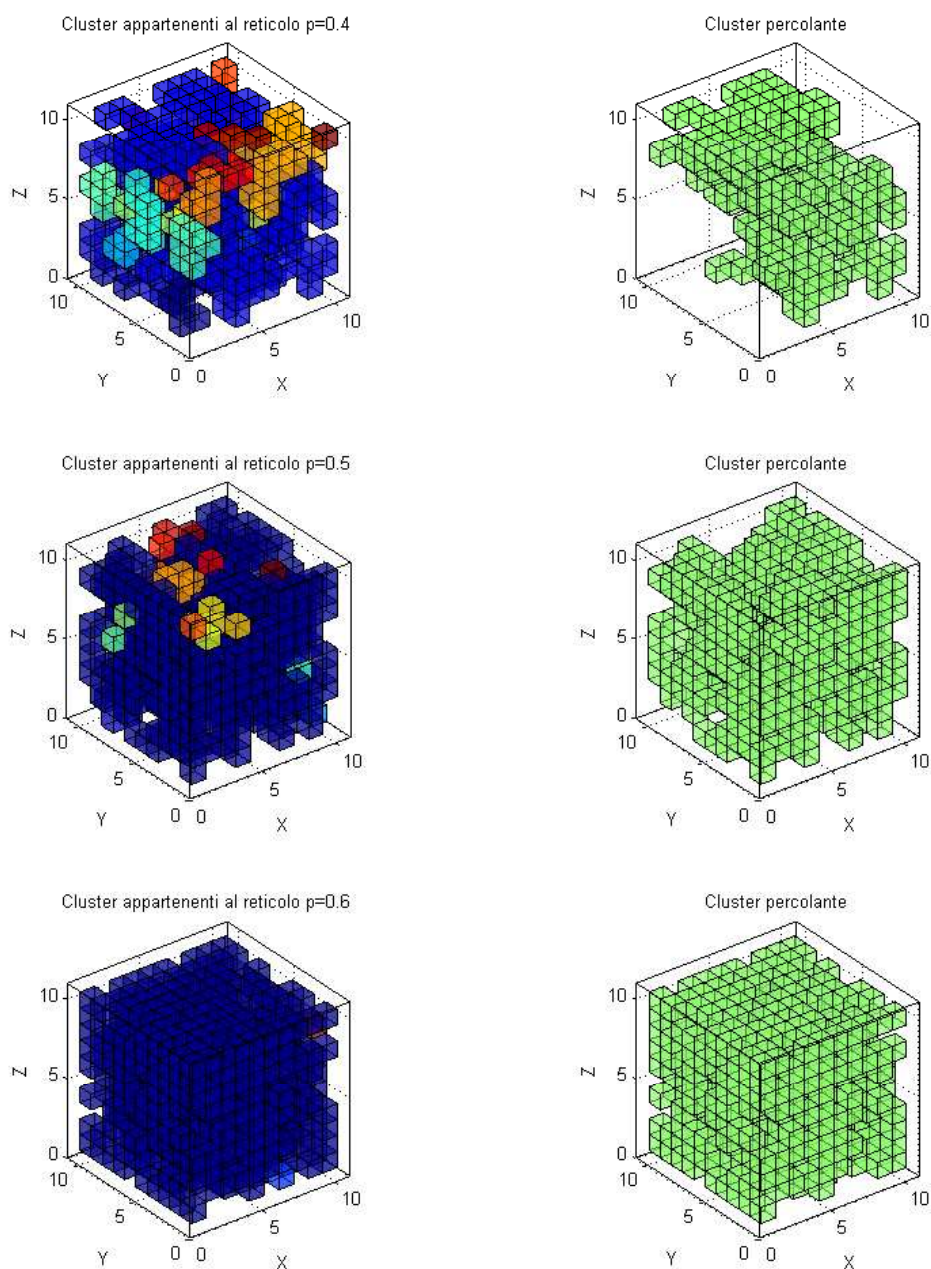 Cluster appartenenti al reticolo p=0.4
Cluster percolante
10
5
0
Z
10
5
0
Y
0
5
10
X
10
5
0
Z
10
5
0
Y
0
5
10
X
Cluster appartenenti al reticolo p=0.5
Cluster percolante
10
5
0
Z
10
5
0
Y
0
5
10
X
10
5
0
Z
10
5
0
Y
0
5
10
X
Cluster appartenenti al reticolo p=0.6
Cluster percolante
10
5
0
Z
10
5
0
Y
0
5
10
X
10
5
0
Z
10
5
0
Y
0
5
10
X